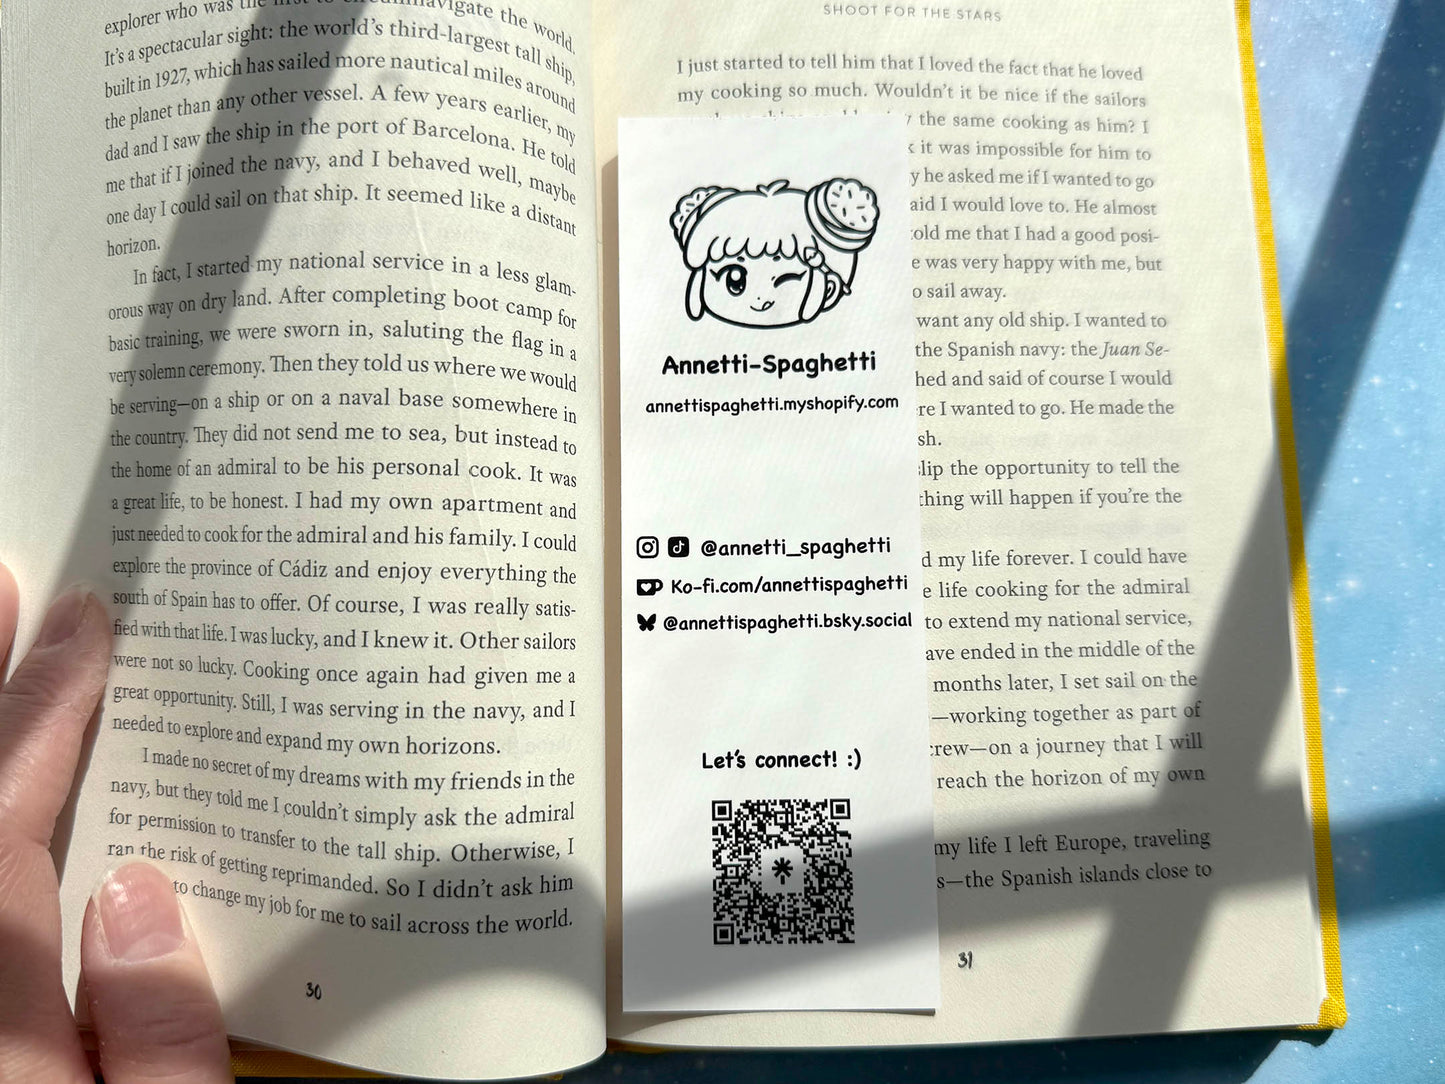 explorer who was the first to circumnavigate the world.
It's a spectacular sight: the world's third-largest tall ship,
built in 1927, which has sailed more nautical miles around
the planet than any other vessel. A few years earlier, my
dad and I saw the ship in the port of Barcelona. He told
me that if I joined the navy, and I behaved well, maybe
one day I could sail on that ship. It seemed like a distant
horizon.
In fact, I started my national service in a less glam-
orous way on dry land. After completing boot camp for
basic training, we were sworn in, saluting the flag in a
very solemn ceremony. Then they told us where we would
be serving—on a ship or on a naval base somewhere in
the country. They did not send me to sea, but instead to
the home of an admiral to be his personal cook. It was
a great life, to be honest. I had my own apartment and
just needed to cook for the admiral and his family. I could
explore the province of Cádiz and enjoy everything the
south of Spain has to offer. Of course, I was really satis-
fied with that life. I was lucky, and I knew it. Other sailors
were not so lucky. Cooking once again had given me a
great opportunity. Still, I was serving in the navy, and I
needed to explore and expand my own horizons.
I made no secret of my dreams with my friends in the
navy, but they told me I couldn't simply ask the admiral
for permission to transfer to the tall ship. Otherwise, I
ran the risk of getting reprimanded. So I didn't ask him
to change my job for me to sail across the world.
30
SHOOT FOR THE STARS
I just started to tell him that I loved the fact that he loved
my cooking so much. Wouldn't it be nice if the sailors
the same cooking as him? I
it was impossible for him to
he asked me if I wanted to go
said I would love to. He almost
told me that I had a good posi-
was very happy with me, but
to sail away.
want any old ship. I wanted to
the Spanish navy: the Juan Se-
hed and said of course I would
re I wanted to go. He made the
sh.
slip the opportunity to tell the
thing will happen if you're the
d my life forever. I could have
e life cooking for the admiral
to extend my national service,
ave ended in the middle of the
months later, I set sail on the
—working together as part of
crew—on a journey that I will
reach the horizon of my own
my life I left Europe, traveling
s—the Spanish islands close to
31
Annetti-Spaghetti
annettispaghetti.myshopify.com
@annetti_spaghetti
Ko-fi.com/annettispaghetti
@annettispaghetti.bsky.social
Let's connect! :)